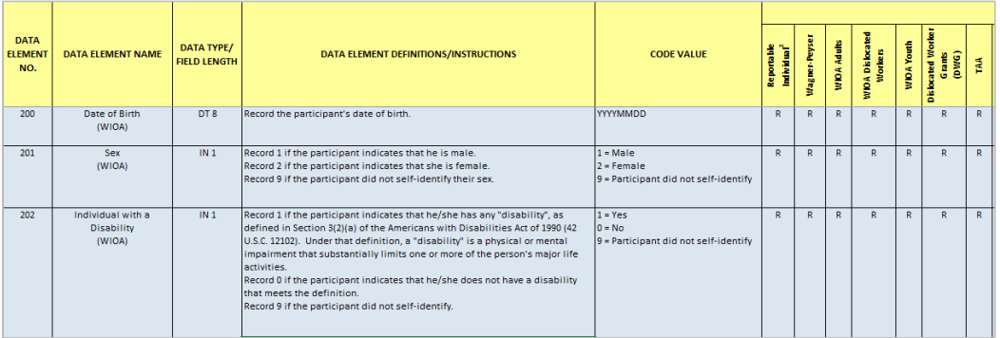 DATA ELEMENT NO.
DATA ELEMENT NAME
DATA TYPE/ FIELD LENGTH
DATA ELEMENT DEFINITIONS/INSTRUCTIONS
CODE VALUE
Reportable Individual²
Wagner-Peyser
WIOA Adults
WIOA Dislocated Workers
WIOA Youth
Dislocated Worker Grants (DWG)
TAA
200
Date of Birth
(WIOA)
DT 8
Record the participant's date of birth.
YYYYMMDD
R R R R R R R
201
Sex
(WIOA)
IN 1
Record 1 if the participant indicates that he is male.
Record 2 if the participant indicates that she is female.
Record 9 if the participant did not self-identify their sex.
1 = Male
2 = Female
9 = Participant did not self-identify
R R R R R R R
202
Individual with a
Disability
(WIOA)
IN 1
Record 1 if the participant indicates that he/she has any "disability", as
defined in Section 3(2)(a) of the Americans with Disabilities Act of 1990 (42
U.S.C. 12102). Under that definition, a "disability" is a physical or mental
impairment that substantially limits one or more of the person's major life
activities.
Record 0 if the participant indicates that he/she does not have a disability
that meets the definition.
Record 9 if the participant did not self-identify.
1 = Yes
0 = No
9 = Participant did not self-identify
R R R R R R R